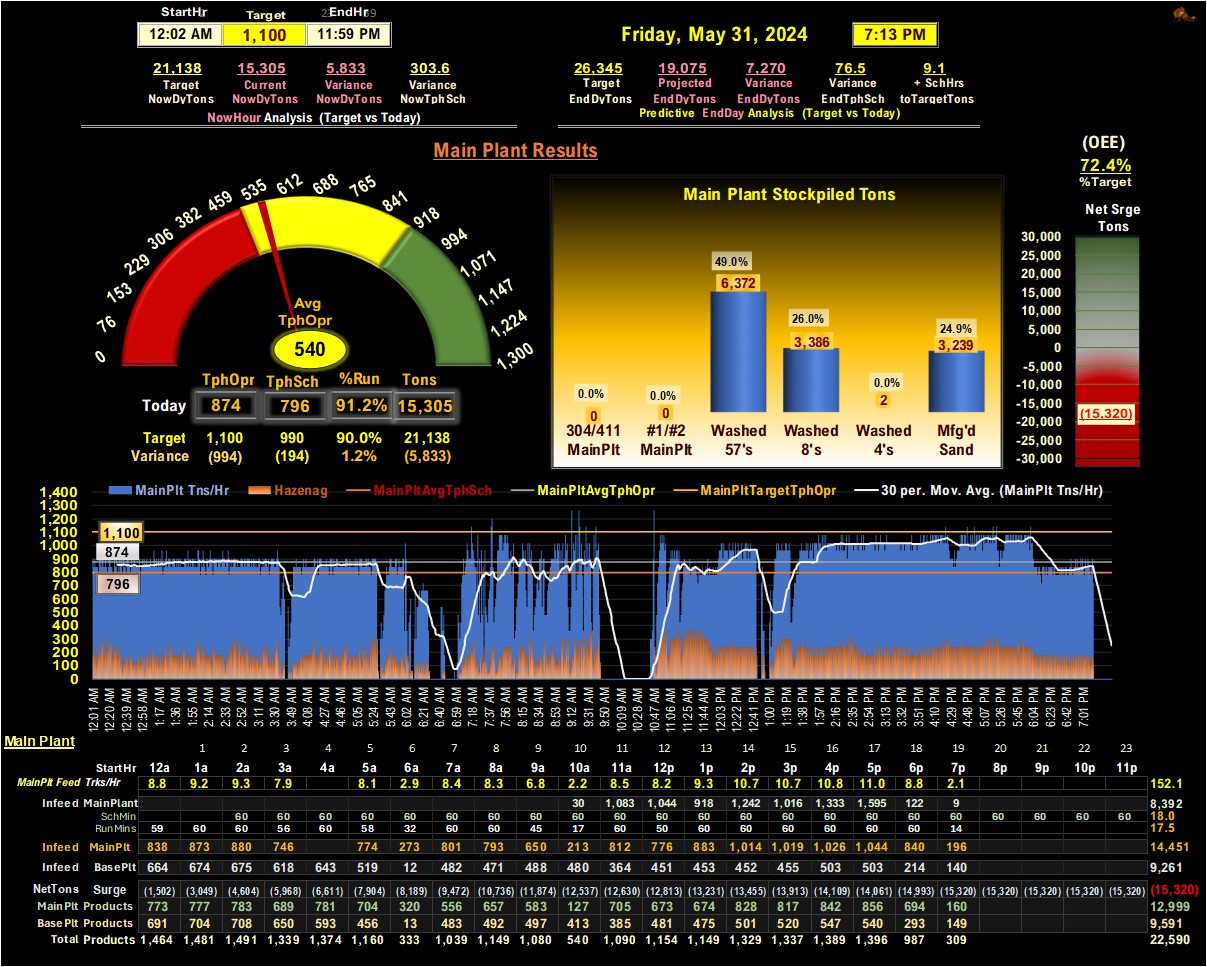 StartHr Target EndHr
12:02 AM 1,100 11:59 PM
Friday, May 31, 2024 7:13 PM
21,138 15,305 5,833 303.6
Target Current Variance Variance
NowDyTons NowDyTons NowDyTons NowTphSch
NowHour Analysis (Target vs Today)
26,345 19,075 7,270 76.5 9.1
Target Projected Variance Variance + SchHrs
EndDyTons EndDyTons EndDyTons EndTphSch toTargetTons
Predictive EndDay Analysis (Target vs Today)
Main Plant Results
(OEE)
72.4%
%Target
Net Srge
Tons
30,000
25,000
20,000
15,000
10,000
5,000
0
-5,000
-10,000
-15,000
(15,320)
-20,000
-25,000
-30,000
0 76 153 229 306 382 459 535 612 688 765 841 918 994 1,071 1,147 1,224 1,300
Avg
TphOpr
540
TphOpr TphSch %Run Tons
Today 874 796 91.2% 15,305
Target 1,100 990 90.0% 21,138
Variance (994) (194) 1.2% (5,833)
Main Plant Stockpiled Tons
0.0% 0.0% 49.0% 26.0% 0.0% 24.9%
0 0 6,372 3,386 2 3,239
304/411 #1/#2 Washed Washed Washed Mfg'd
MainPlt MainPlt 57's 8's 4's Sand
MainPlt Tns/Hr Hazenag MainPltAvgTphSch MainPltAvgTphOpr MainPltTargetTphOpr 30 per. Mov. Avg. (MainPlt Tns/Hr)
1,400
1,300
1,200
1,100
1,000
900
800
700
600
500
400
300
200
100
0
1,100
874
796
12:01 AM 12:20 AM 12:39 AM 12:59 AM 1:17 AM 1:36 AM 1:55 AM 2:14 AM 2:33 AM 2:52 AM 3:11 AM 3:30 AM 3:49 AM 4:08 AM 4:27 AM 4:46 AM 5:05 AM 5:24 AM 5:43 AM 6:02 AM 6:21 AM 6:40 AM 6:59 AM 7:18 AM 7:37 AM 7:56 AM 8:15 AM 8:34 AM 8:53 AM 9:12 AM 9:31 AM 9:50 AM 10:09 AM 10:28 AM 10:47 AM 11:06 AM 11:25 AM 11:44 AM 12:03 PM 12:22 PM 12:41 PM 1:00 PM 1:19 PM 1:38 PM 1:57 PM 2:16 PM 2:35 PM 2:54 PM 3:13 PM 3:32 PM 3:51 PM 4:10 PM 4:29 PM 4:48 PM 5:07 PM 5:26 PM 5:45 PM 6:04 PM 6:23 PM 6:42 PM 7:01 PM
Main Plant
1 2 3 4 5 6 7 8 9 10 11 12 13 14 15 16 17 18 19 20 21 22 23
StartHr 12a 1a 2a 3a 4a 5a 6a 7a 8a 9a 10a 11a 12p 1p 2p 3p 4p 5p 6p 7p 8p 9p 10p 11p
MainPlt Feed Trks/Hr 8.8 9.2 9.3 7.9 8.1 2.9 8.4 8.3 6.8 2.2 8.5 8.2 9.3 10.7 10.7 10.8 11.0 8.8 2.1 152.1
Infeed MainPlant 30 1,083 1,044 918 1,242 1,016 1,333 1,595 122 9 8,392
SchMin 60 60 60 60 60 60 60 60 60 60 60 60 60 60 60 60 60 60 60 60 60 60 18.0
RunMins 59 60 60 56 60 58 32 60 60 45 17 60 50 60 60 60 60 60 60 14 17.5
Infeed MainPlt 838 873 880 746 774 273 801 793 650 213 812 776 883 1,014 1,019 1,026 1,044 840 196 14,451
Infeed BasePlt 664 674 675 618 643 519 12 482 471 488 480 364 451 453 452 455 503 503 214 140 9,261
NetTons Surge (1,502) (3,049) (4,604) (5,968) (6,611) (7,904) (8,189) (9,472) (10,736) (11,874) (12,537) (12,630) (12,813) (13,231) (13,455) (13,913) (14,109) (14,061) (14,993) (15,320) (15,320) (15,320) (15,320) (15,320) (15,320)
MainPlt Products 773 777 783 689 781 704 320 556 657 583 127 705 673 674 828 817 842 856 694 160 12,999
BasePlt Products 691 704 708 650 593 456 13 483 492 497 413 385 481 475 501 520 547 540 293 149 9,591
Total Products 1,464 1,481 1,491 1,339 1,374 1,160 333 1,039 1,149 1,080 540 1,090 1,154 1,149 1,329 1,337 1,389 1,396 987 309 22,590